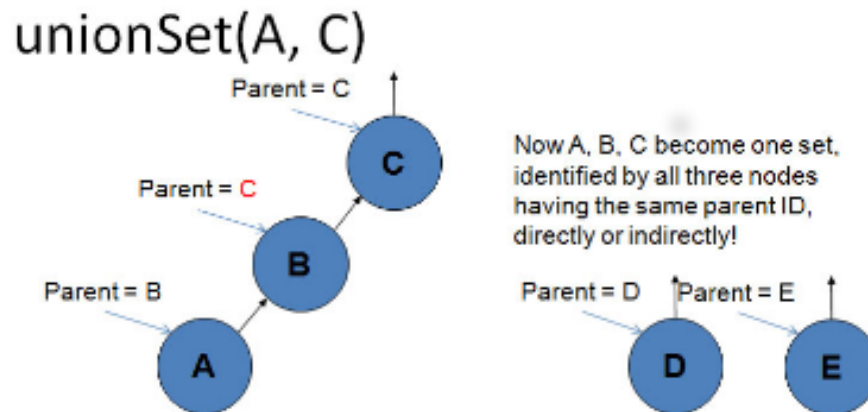 unionSet(A, C)
Parent = C
C
Now A, B, C become one set,
identified by all three nodes
having the same parent ID,
directly or indirectly!
Parent = C
B
Parent = B
A
Parent = D
D
Parent = E
E